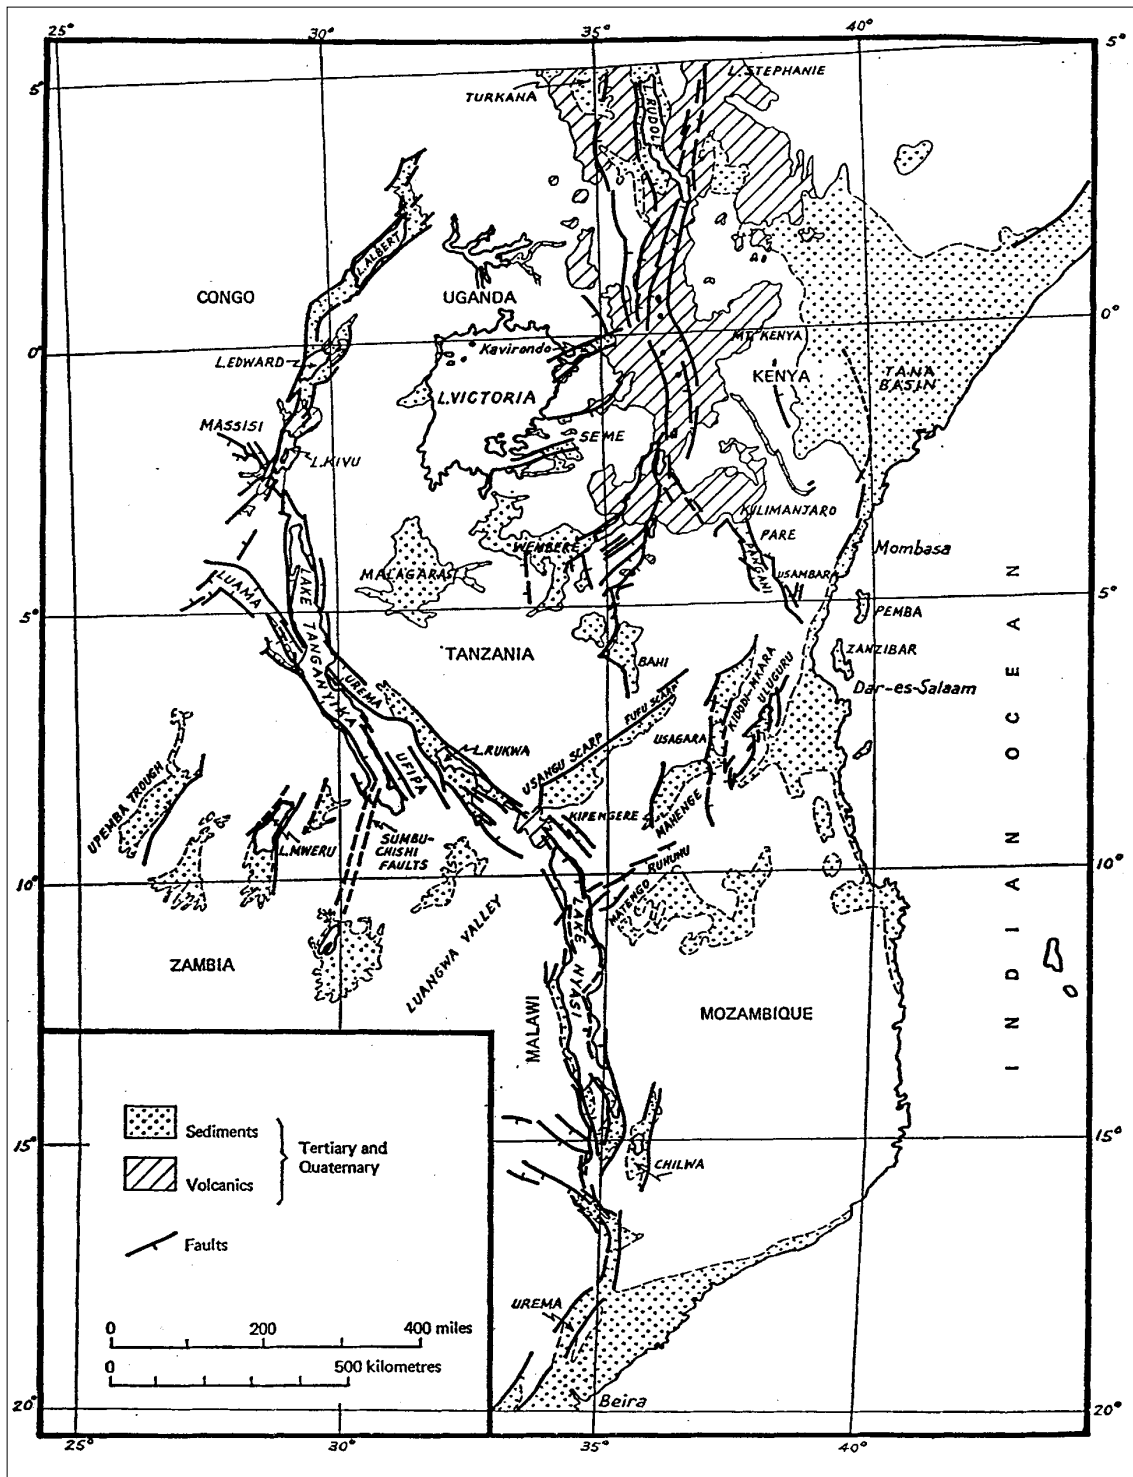 25°
30°
35°
40°
5°
5°
L. STEPHANIE
TURKANA
L. RUDOLF
L. ALBERT
CONGO
UGANDA
0°
MT. KENYA
Kavirondo
0°
L. EDWARD
KENYA
TANA
BASIN
L. VICTORIA
MASSISI
SEME
L. KIVU
KILIMANJARO
PARE
WEMBERE
Mombasa
PANGANI
USAMBARA
MALAGARASI
LUAMA
LAKE TANGANYIKA
5°
5°
PEMBA
TANZANIA
ZANZIBAR
BAHI
UREMA
Dar-es-Salaam
KIDODI-MKARA
ULUGURU
FUFU SCARP
USAGARA
L. RUKWA
UFIPA
USANGU SCARP
UPEMBA TROUGH
KIPENGERE
MAHENGE
L. MWERU
SUMBU-
CHISHI
FAULTS
RUHUHU
MATENGO
10°
10°
LAKE NYASI
LUANGWA VALLEY
ZAMBIA
MALAWI
MOZAMBIQUE
INDIAN OCEAN
Sediments
Tertiary and
Quaternary
Volcanics
15°
15°
CHILWA
Faults
UREMA
0 200 400 miles
0 500 kilometres
Beira
20°
20°
25°
30°
35°
40°